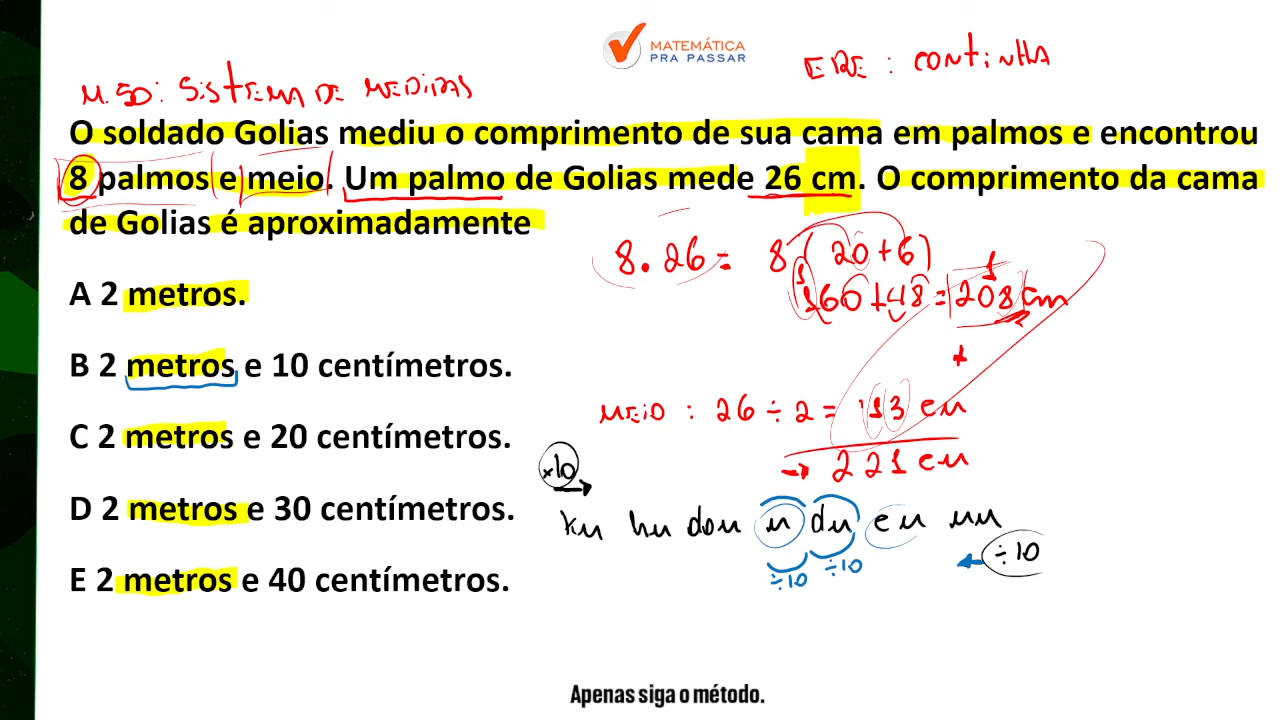 MATEMÁTICA
PRA PASSAR
ERE : CONTINHA
M.SD: SISTEMA DE MEDIDAS
O soldado Golias mediu o comprimento de sua cama em palmos e encontrou
8 palmos e meio. Um palmo de Golias mede 26 cm. O comprimento da cama
de Golias é aproximadamente
8.26 = 8 ( 20+6)
A 2 metros.
160 + 48 = 208 cm
+
B 2 metros e 10 centímetros.
MEIO : 26 ÷ 2 = 13 cm
C 2 metros e 20 centímetros.
→ 221 cm
x10
D 2 metros e 30 centímetros.
km hm dam m dm cm mm
÷10
÷10 ÷10
E 2 metros e 40 centímetros.
Apenas siga o método.